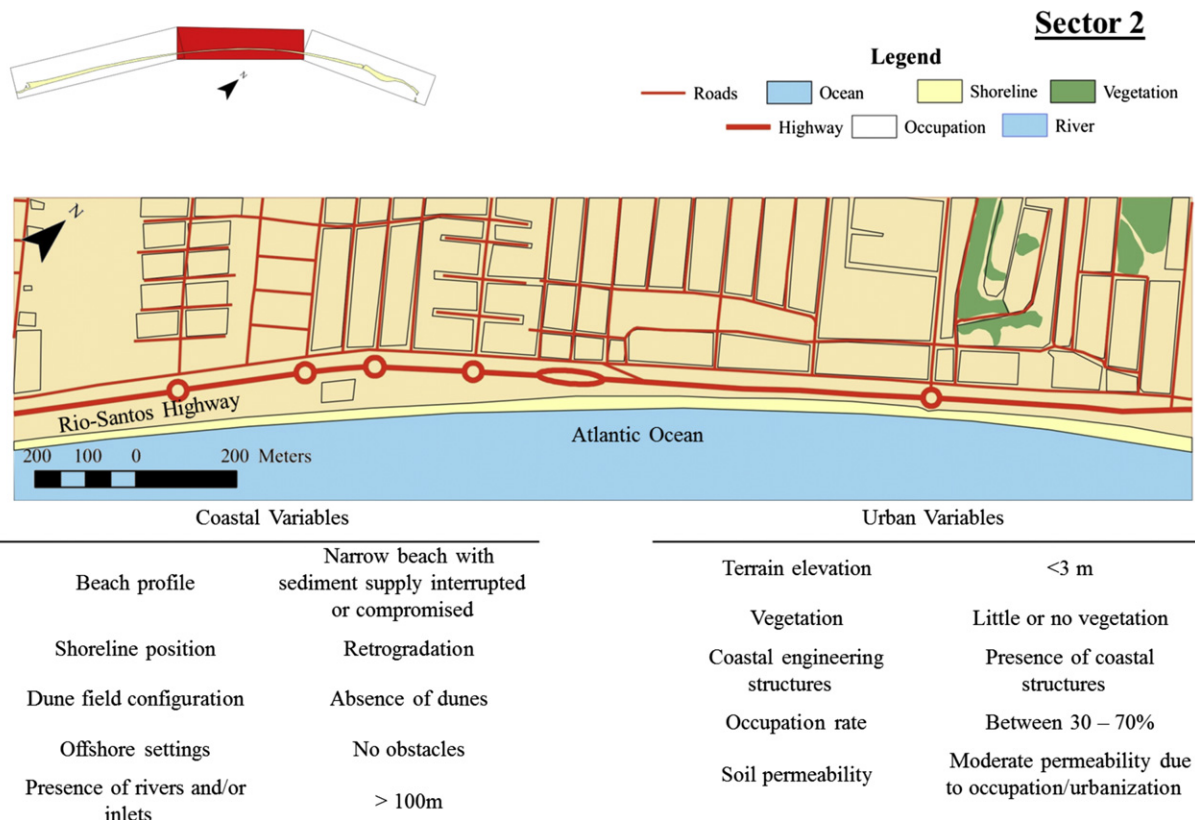 Sector 2
N
Legend
Roads
Ocean
Shoreline
Vegetation
Highway
Occupation
River
N
Rio-Santos Highway
Atlantic Ocean
200 100 0 200 Meters
Coastal Variables
Beach profile
Narrow beach with
sediment supply interrupted
or compromised
Shoreline position
Retrogradation
Dune field configuration
Absence of dunes
Offshore settings
No obstacles
Presence of rivers and/or
inlets
> 100m
Urban Variables
Terrain elevation
<3 m
Vegetation
Little or no vegetation
Coastal engineering
structures
Presence of coastal
structures
Occupation rate
Between 30 – 70%
Soil permeability
Moderate permeability due
to occupation/urbanization